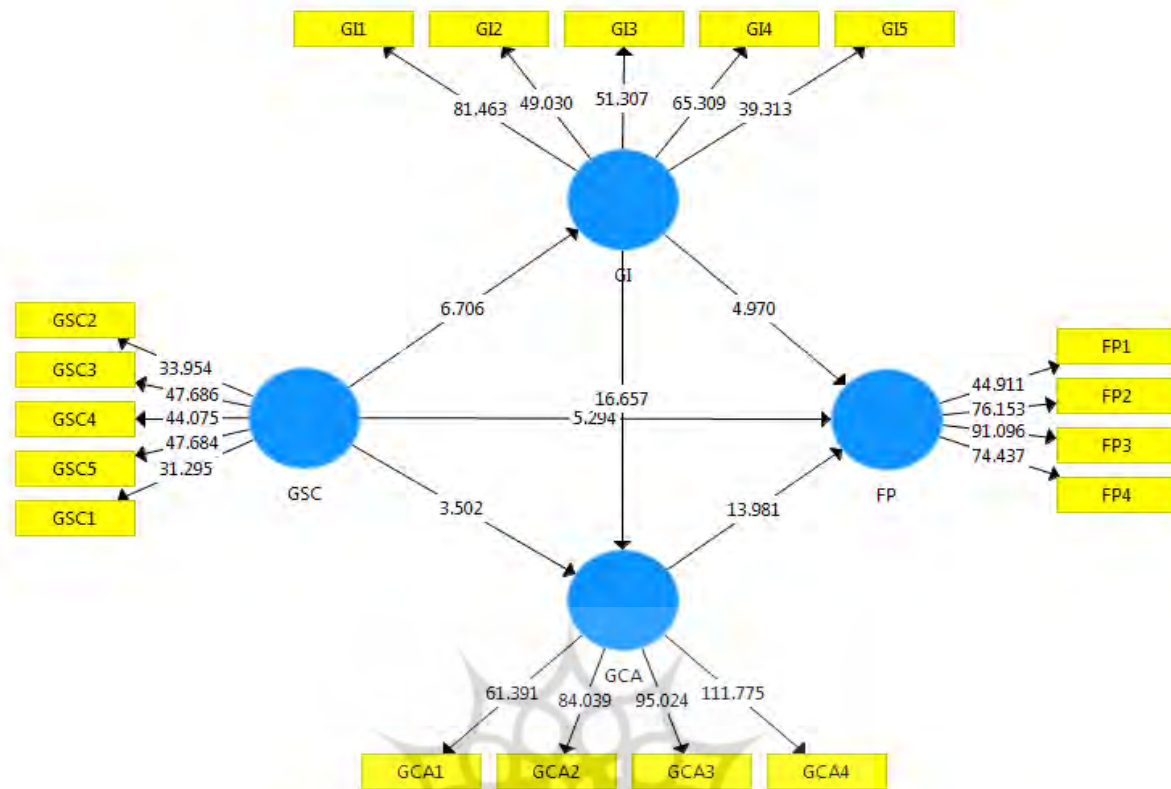 GI1 GI2 GI3 GI4 GI5
81.463 49.030 51.307 65.309 39.313
GI
6.706 4.970
GSC2
GSC3
GSC4
GSC5
GSC1
33.954
47.686
44.075
47.684
31.295
GSC
16.657
5.294
FP
44.911
76.153
91.096
74.437
FP1
FP2
FP3
FP4
3.502 13.981
GCA
61.391 84.039 95.024 111.775
GCA1 GCA2 GCA3 GCA4